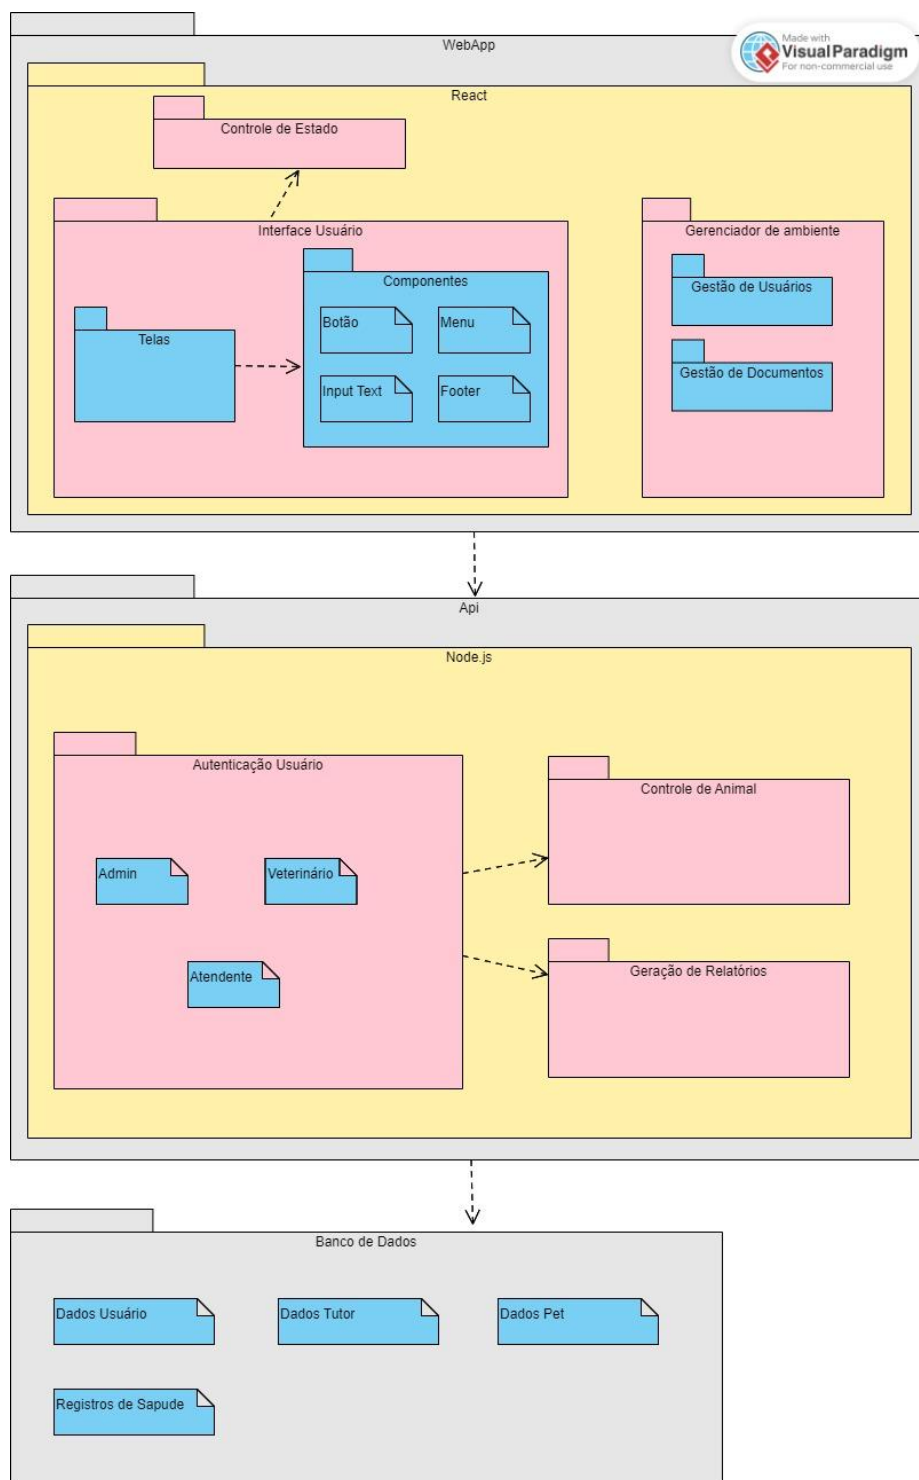 Made with
VisualParadigm
For non-commercial use
WebApp
React
Controle de Estado
Interface Usuário
Gerenciador de ambiente
Componentes
Gestão de Usuários
Botão
Menu
Telas
Gestão de Documentos
Input Text
Footer
Api
Node.js
Autenticação Usuário
Controle de Animal
Admin
Veterinário
Atendente
Geração de Relatórios
Banco de Dados
Dados Usuário
Dados Tutor
Dados Pet
Registros de Sapude